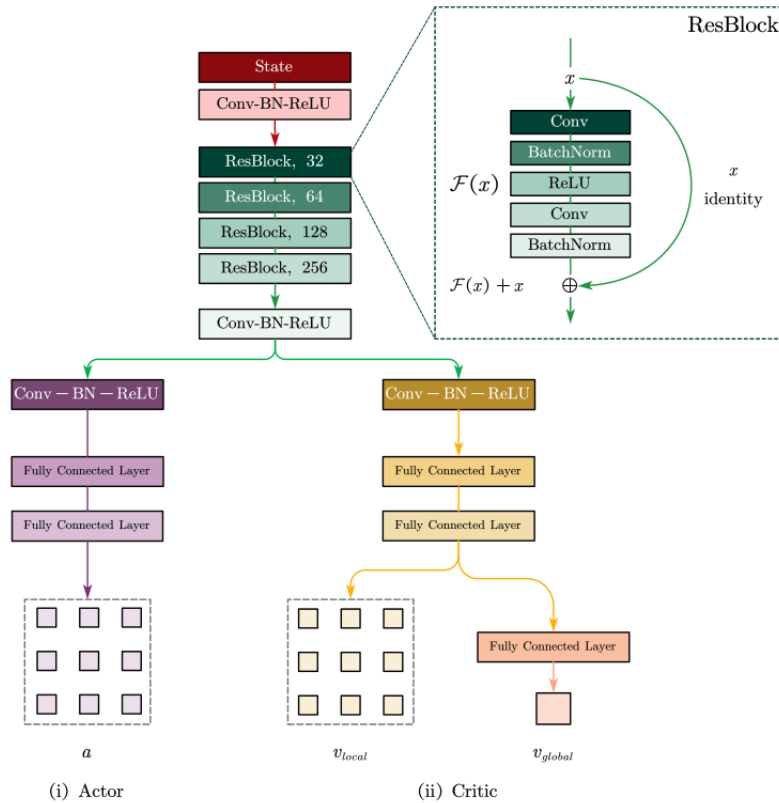 ResBlock
State
Conv-BN-ReLU
ResBlock, 32
ResBlock, 64
ResBlock, 128
ResBlock, 256
Conv-BN-ReLU
x
Conv
BatchNorm
ReLU
Conv
BatchNorm
F(x)
x
identity
F(x) + x
⊕
Conv − BN − ReLU
Fully Connected Layer
Fully Connected Layer
a
(i) Actor
Conv − BN − ReLU
Fully Connected Layer
Fully Connected Layer
Fully Connected Layer
v_local
v_global
(ii) Critic